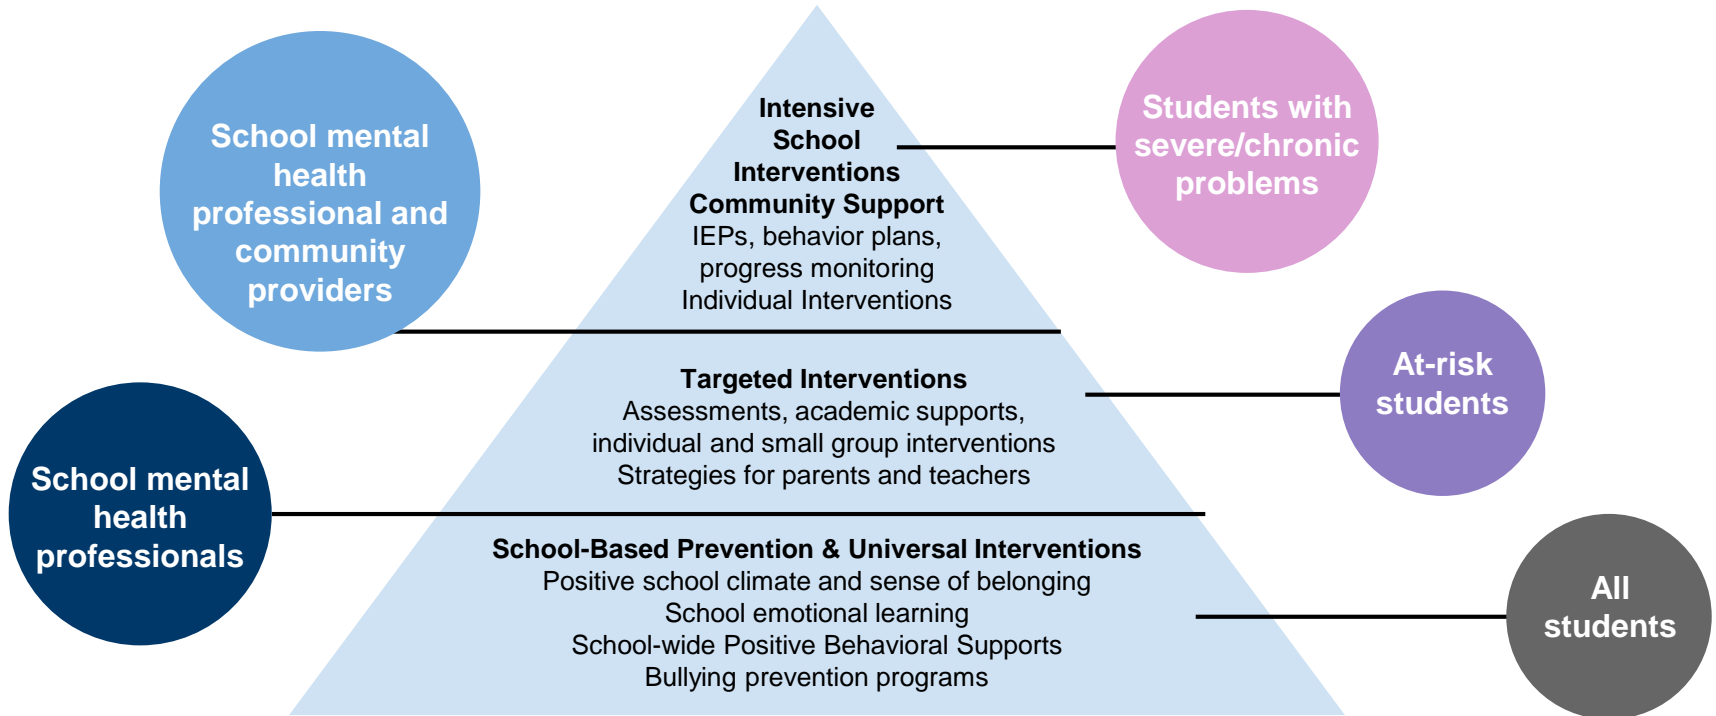 School mental
health
professional and
community
providers
Intensive
School
Interventions
Community Support
IEPs, behavior plans,
progress monitoring
Individual Interventions
Students with
severe/chronic
problems
Targeted Interventions
Assessments, academic supports,
individual and small group interventions
Strategies for parents and teachers
At-risk
students
School mental
health
professionals
School-Based Prevention & Universal Interventions
Positive school climate and sense of belonging
School emotional learning
School-wide Positive Behavioral Supports
Bullying prevention programs
All
students